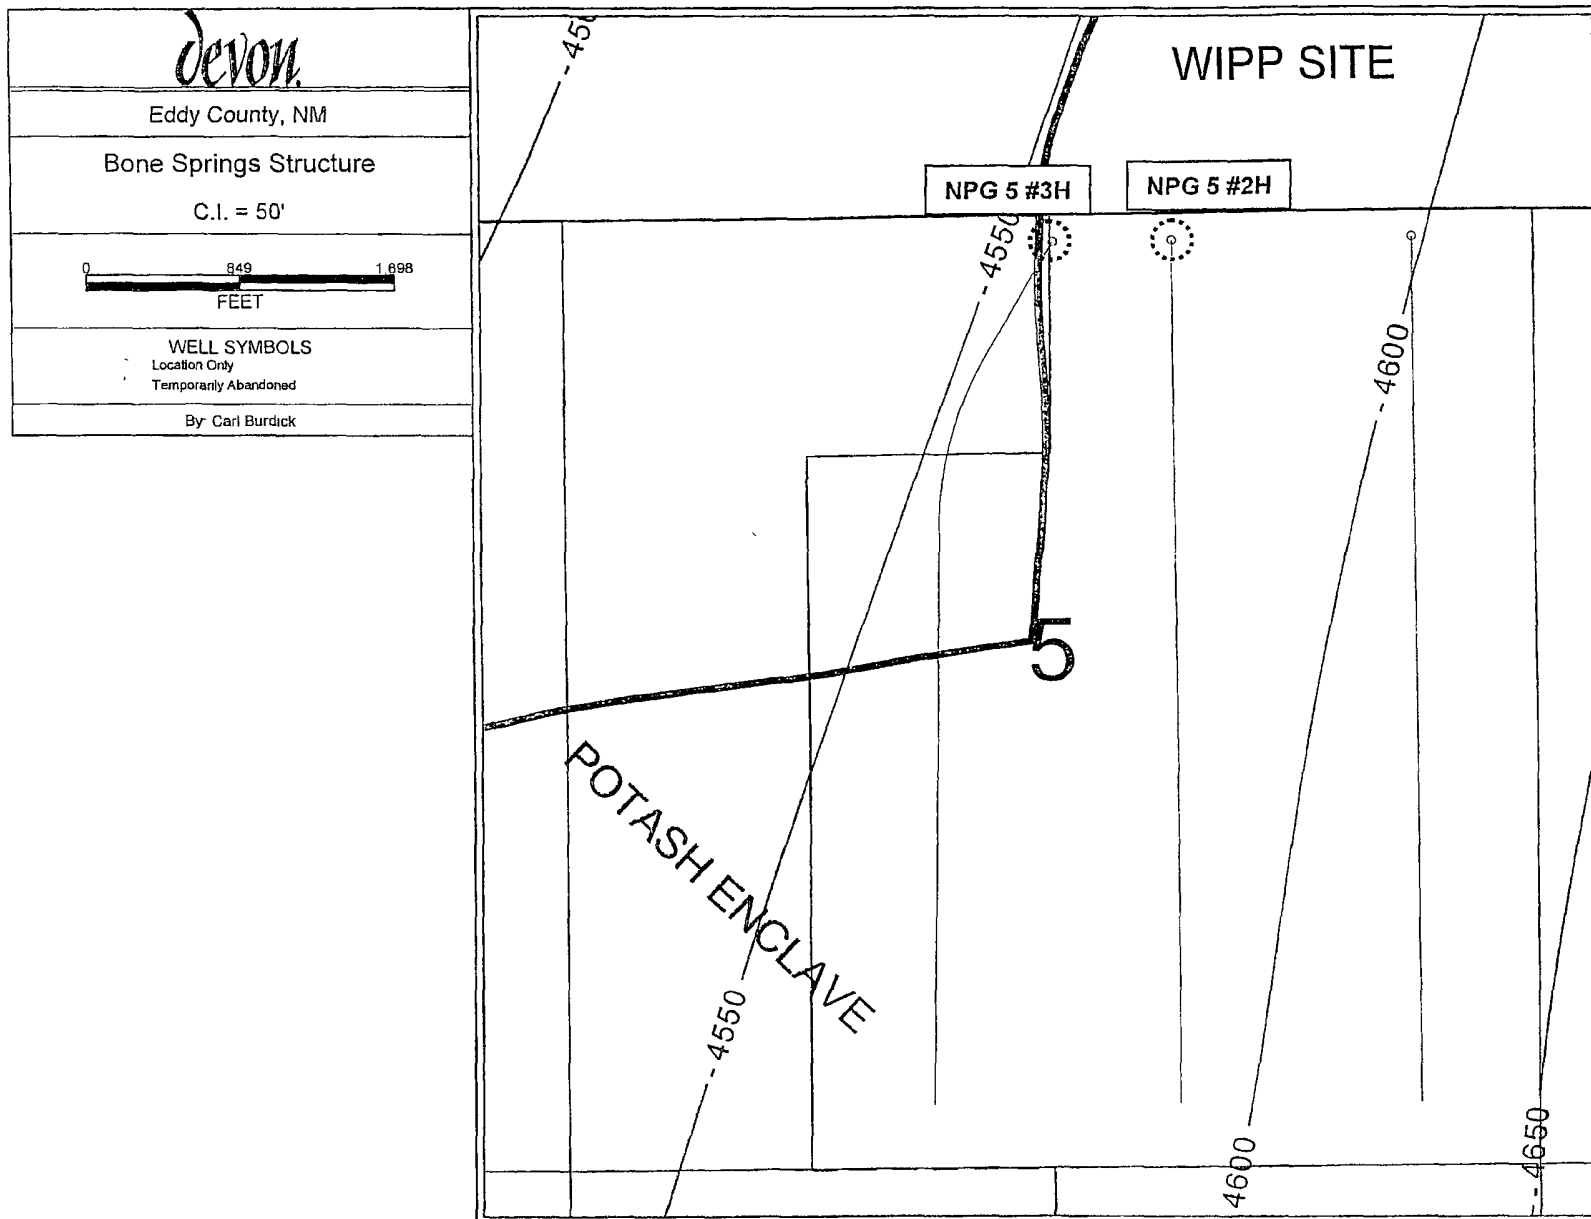 devon.
Eddy County, NM
Bone Springs Structure
C.I. = 50'
0 849 1,698
FEET
WELL SYMBOLS
Location Only
Temporarily Abandoned
By Carl Burdick
-450
WIPP SITE
NPG 5 #3H
NPG 5 #2H
-4550
-4600
5
POTASH ENCLAVE
-4550
4600
-4650